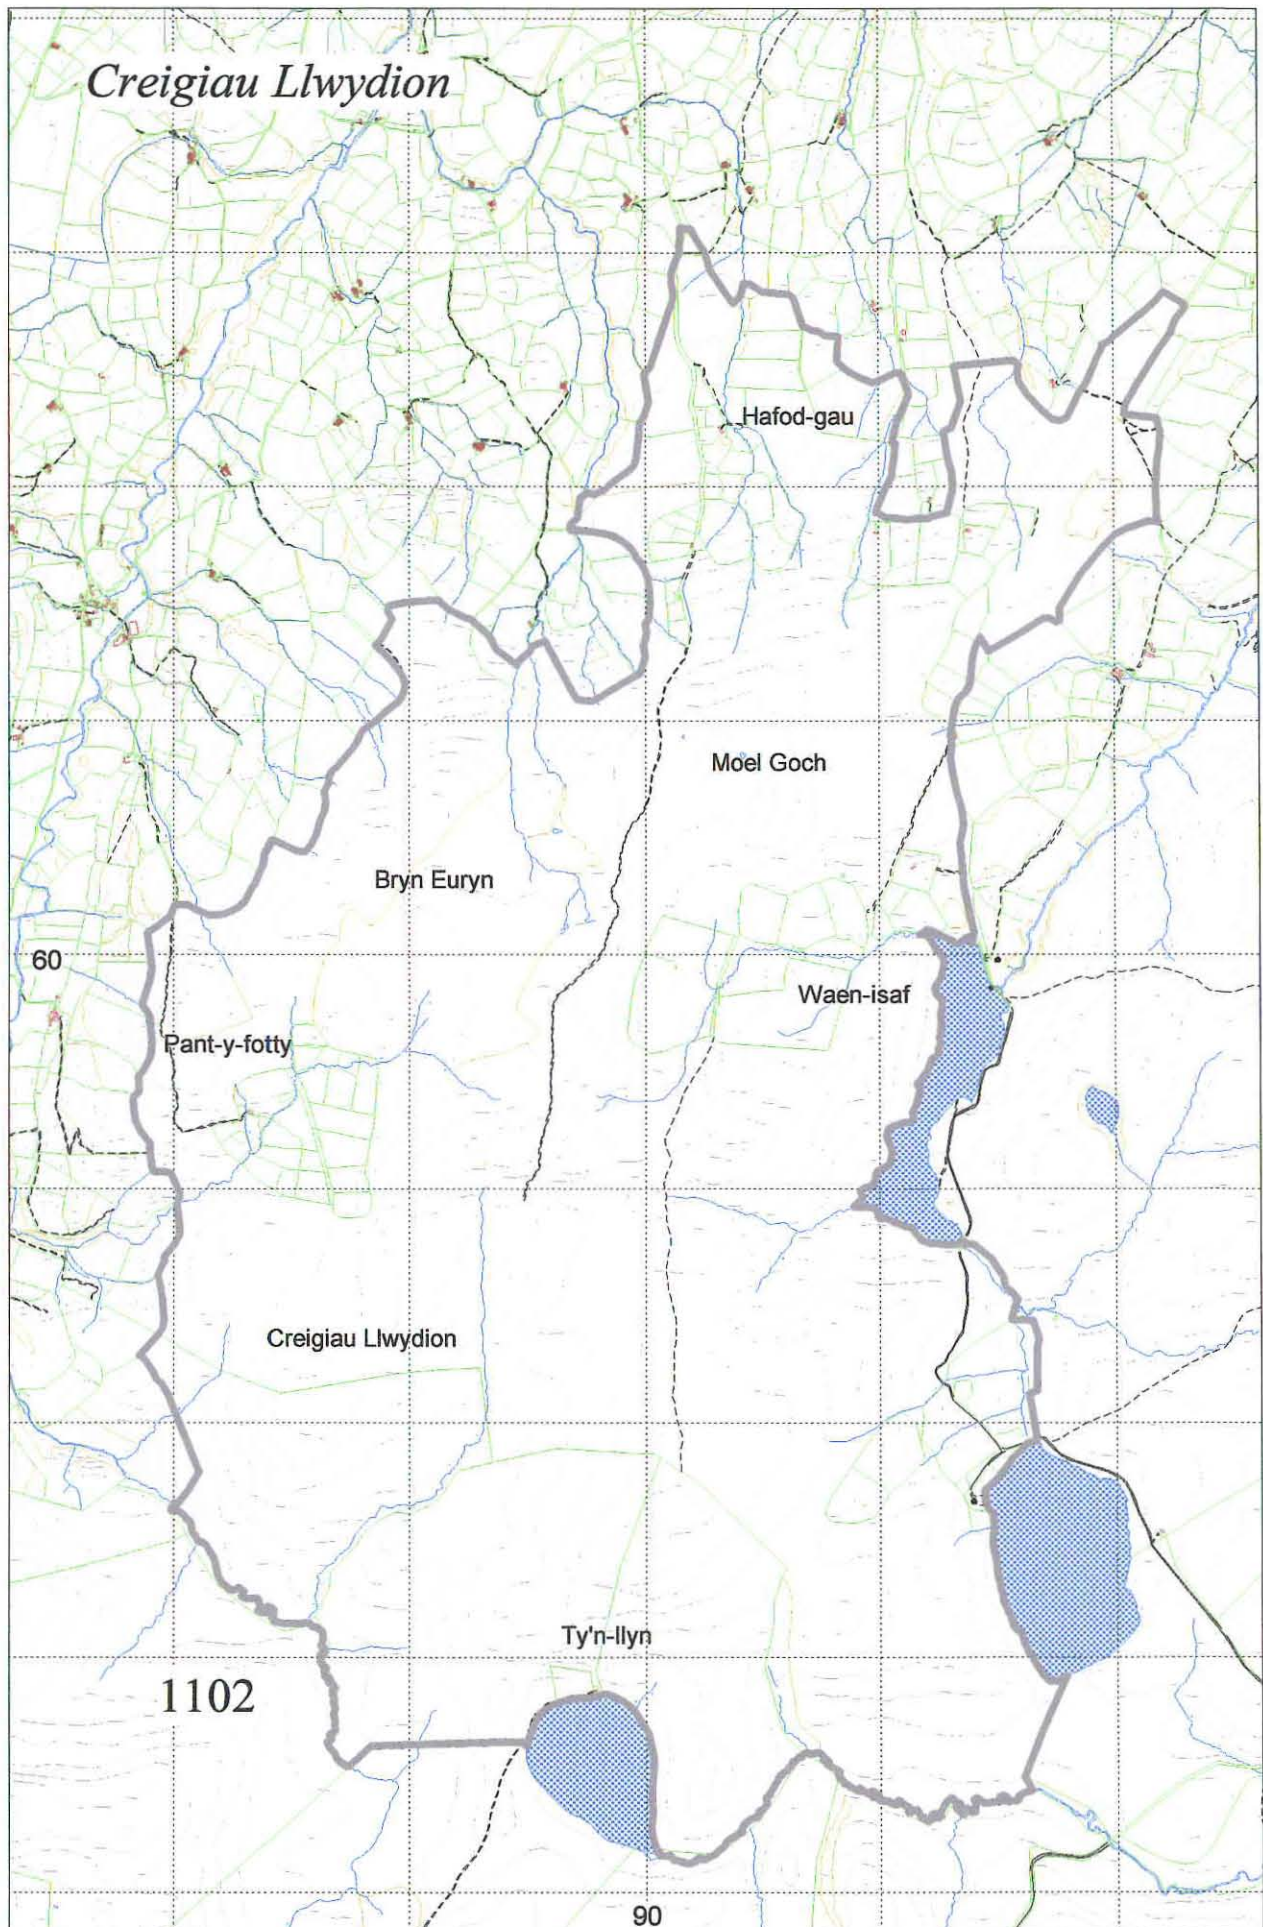 Creigiau Llwydion
Hafod-gau
Moel Goch
Bryn Euryn
60
Waen-isaf
Pant-y-fotty
Creigiau Llwydion
Ty'n-llyn
1102
90